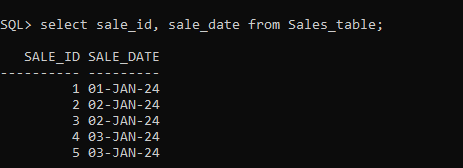 SQL> select sale_id, sale_date from Sales_table;
SALE_ID SALE_DATE
---------- ---------
1 01-JAN-24
2 02-JAN-24
3 02-JAN-24
4 03-JAN-24
5 03-JAN-24